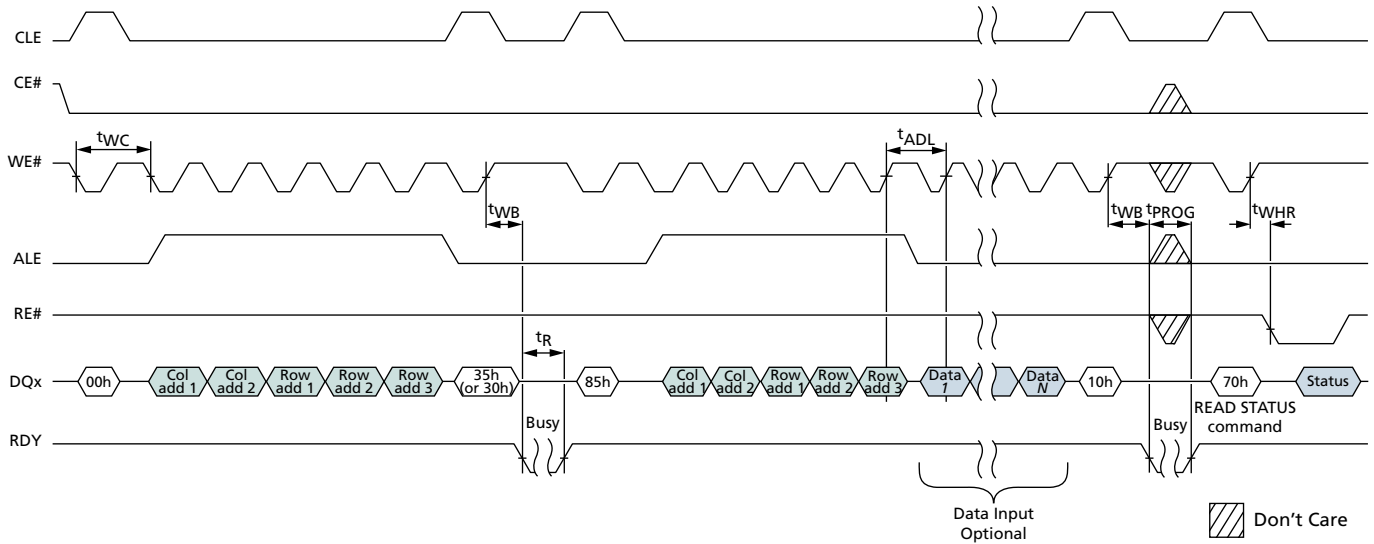 CLE
CE#
tWC
tADL
WE#
tWB
tWB
tPROG
tWHR
ALE
RE#
tR
DQx
00h
Col
add 1
Col
add 2
Row
add 1
Row
add 2
Row
add 3
35h
(or 30h)
85h
Col
add 1
Col
add 2
Row
add 1
Row
add 2
Row
add 3
Data
1
Data
N
10h
70h
Status
READ STATUS
command
Busy
Busy
RDY
Data Input
Optional
Don't Care